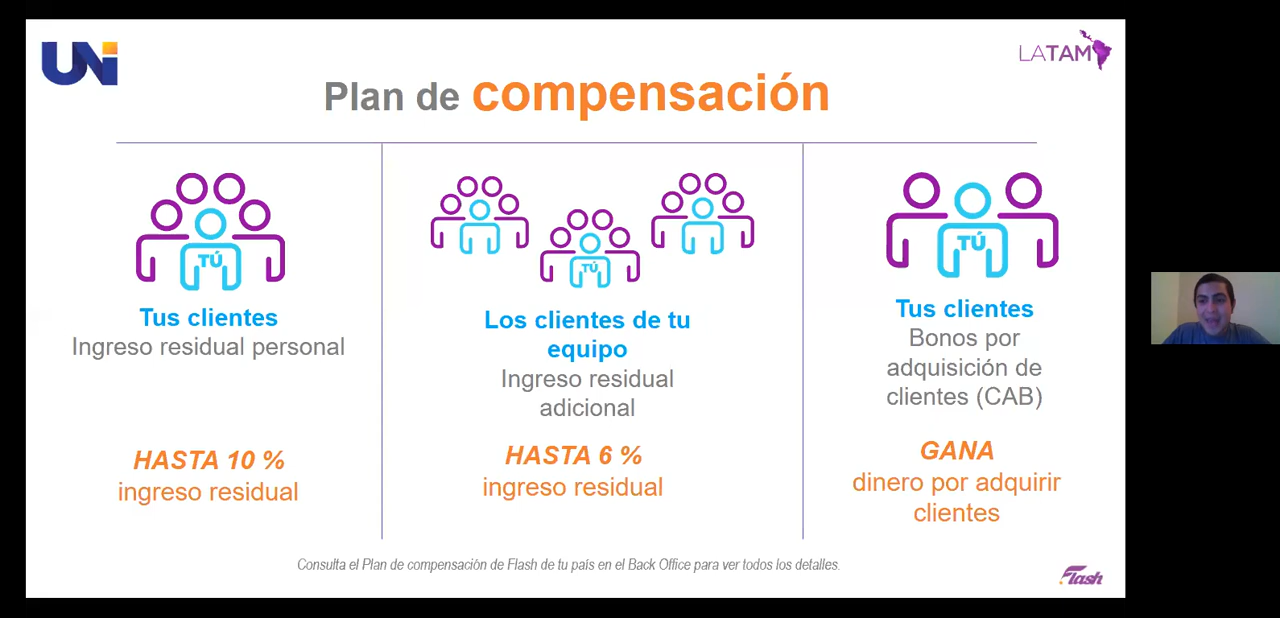 UNi
LATAM
Plan de compensación
TÚ
Tus clientes
Ingreso residual personal
HASTA 10 %
ingreso residual
TÚ
Los clientes de tu
equipo
Ingreso residual
adicional
HASTA 6 %
ingreso residual
TÚ
Tus clientes
Bonos por
adquisición de
clientes (CAB)
GANA
dinero por adquirir
clientes
Consulta el Plan de compensación de Flash de tu país en el Back Office para ver todos los detalles.
Flash